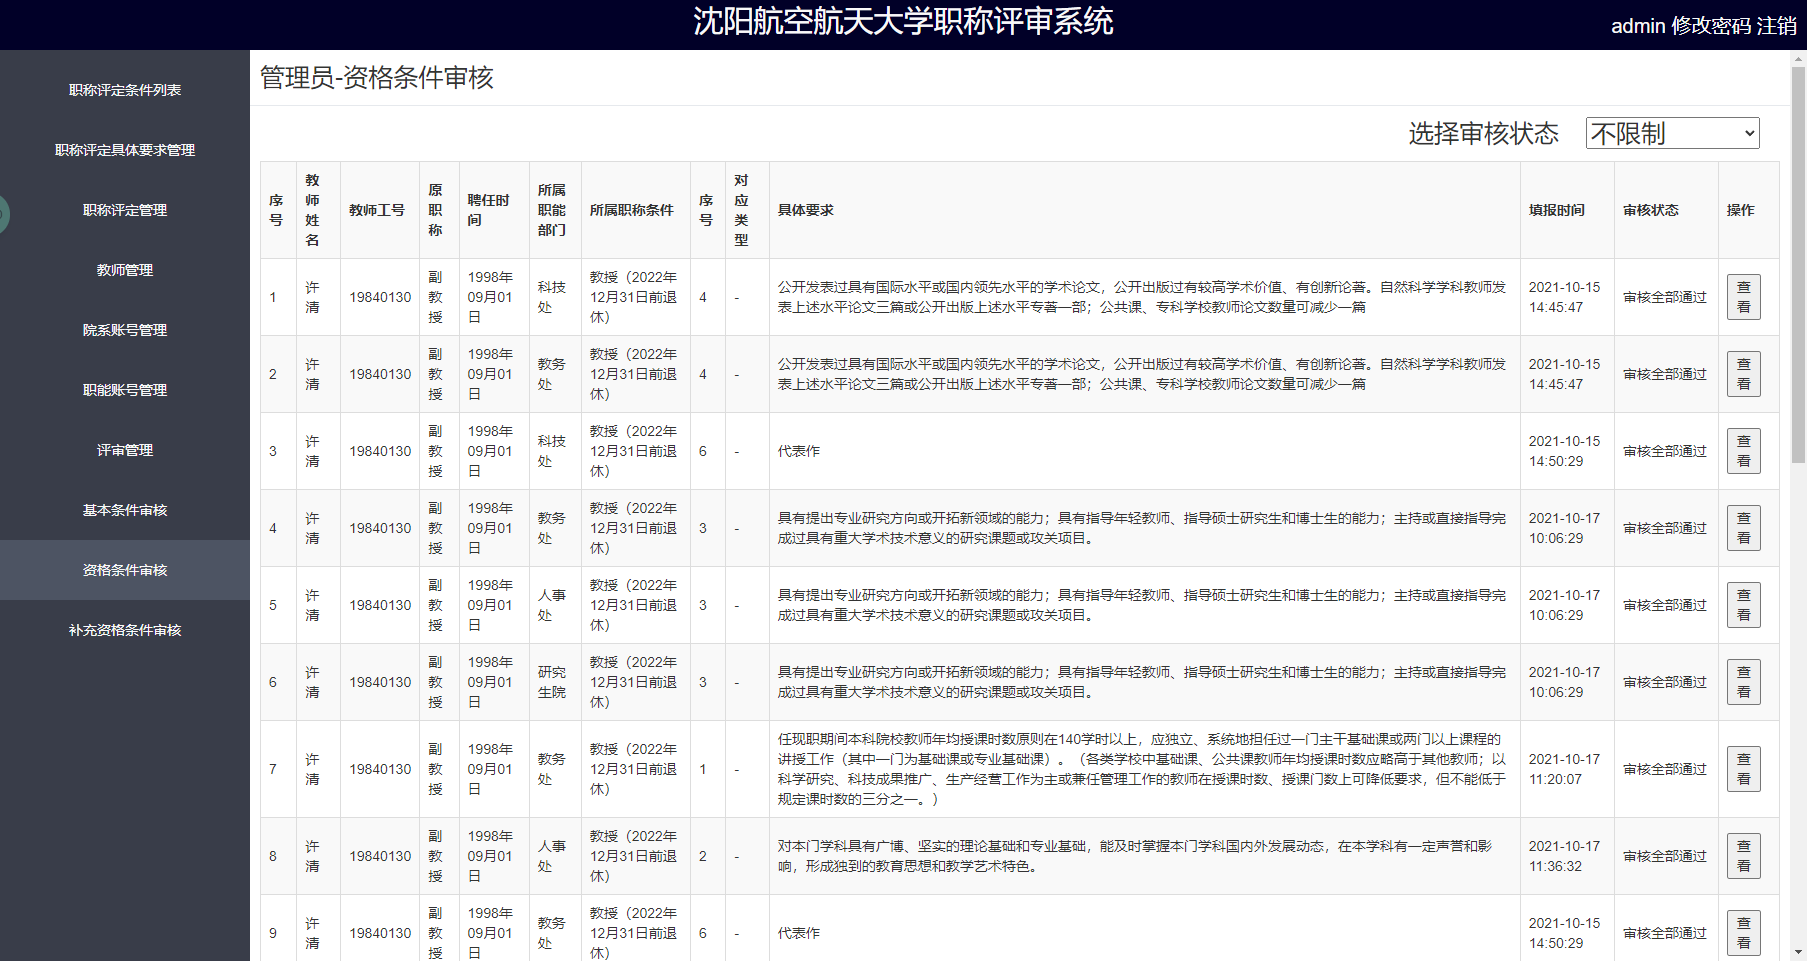 沈阳航空航天大学职称评审系统
admin 修改密码 注销
职称评定条件列表
职称评定具体要求管理
职称评定管理
教师管理
院系账号管理
职能账号管理
评审管理
基本条件审核
资格条件审核
补充资格条件审核
管理员-资格条件审核
选择审核状态 不限制
序号 教师姓名 教师工号 原职称 聘任时间 所属职能部门 所属职称条件 序号 对应类型 具体要求 填报时间 审核状态 操作
1 许清 19840130 副教授 1998年09月01日 科技处 教授（2022年12月31日前退休） 4 - 公开发表过具有国际水平或国内领先水平的学术论文，公开出版过有较高学术价值、有创新论著。自然科学学科教师发表上述水平论文三篇或公开出版上述水平专著一部；公共课、专科学校教师论文数量可减少一篇 2021-10-15 14:45:47 审核全部通过 查看
2 许清 19840130 副教授 1998年09月01日 教务处 教授（2022年12月31日前退休） 4 - 公开发表过具有国际水平或国内领先水平的学术论文，公开出版过有较高学术价值、有创新论著。自然科学学科教师发表上述水平论文三篇或公开出版上述水平专著一部；公共课、专科学校教师论文数量可减少一篇 2021-10-15 14:45:47 审核全部通过 查看
3 许清 19840130 副教授 1998年09月01日 科技处 教授（2022年12月31日前退休） 6 - 代表作 2021-10-15 14:50:29 审核全部通过 查看
4 许清 19840130 副教授 1998年09月01日 教务处 教授（2022年12月31日前退休） 3 - 具有提出专业研究方向或开拓新领域的能力；具有指导年轻教师、指导硕士研究生和博士生的能力；主持或直接指导完成过具有重大学术技术意义的研究课题或攻关项目。 2021-10-17 10:06:29 审核全部通过 查看
5 许清 19840130 副教授 1998年09月01日 人事处 教授（2022年12月31日前退休） 3 - 具有提出专业研究方向或开拓新领域的能力；具有指导年轻教师、指导硕士研究生和博士生的能力；主持或直接指导完成过具有重大学术技术意义的研究课题或攻关项目。 2021-10-17 10:06:29 审核全部通过 查看
6 许清 19840130 副教授 1998年09月01日 研究生院 教授（2022年12月31日前退休） 3 - 具有提出专业研究方向或开拓新领域的能力；具有指导年轻教师、指导硕士研究生和博士生的能力；主持或直接指导完成过具有重大学术技术意义的研究课题或攻关项目。 2021-10-17 10:06:29 审核全部通过 查看
7 许清 19840130 副教授 1998年09月01日 教务处 教授（2022年12月31日前退休） 1 - 任现职期间本科院校教师年均授课时数原则在140学时以上，应独立、系统地担任过一门主干基础课或两门以上课程的讲授工作（其中一门为基础课或专业基础课）。（各类学校中基础课、公共课教师年均授课时数应略高于其他教师；以科学研究、科技成果推广、生产经营工作为主或兼任管理工作的教师在授课时数、授课门数上可降低要求，但不能低于规定课时数的三分之一。） 2021-10-17 11:20:07 审核全部通过 查看
8 许清 19840130 副教授 1998年09月01日 人事处 教授（2022年12月31日前退休） 2 - 对本门学科具有广博、坚实的理论基础和专业基础，能及时掌握本门学科国内外发展动态，在本学科有一定声誉和影响，形成独到的教育思想和教学艺术特色。 2021-10-17 11:36:32 审核全部通过 查看
9 许清 19840130 副教授 1998年09月01日 教务处 教授（2022年12月31日前退休） 6 - 代表作 2021-10-15 14:50:29 审核全部通过 查看